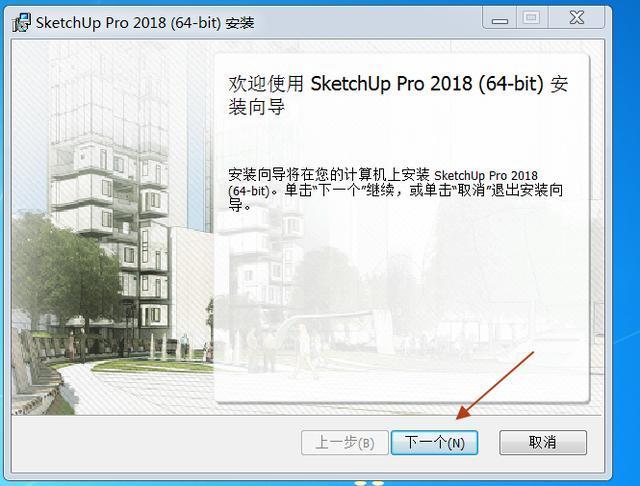 SketchUp Pro 2018 (64-bit) 安装
欢迎使用 SketchUp Pro 2018 (64-bit) 安
装向导
安装向导将在您的计算机上安装 SketchUp Pro 2018
(64-bit)。单击“下一个”继续，或单击“取消”退出安装向
导。
上一步(B)
下一个(N)
取消